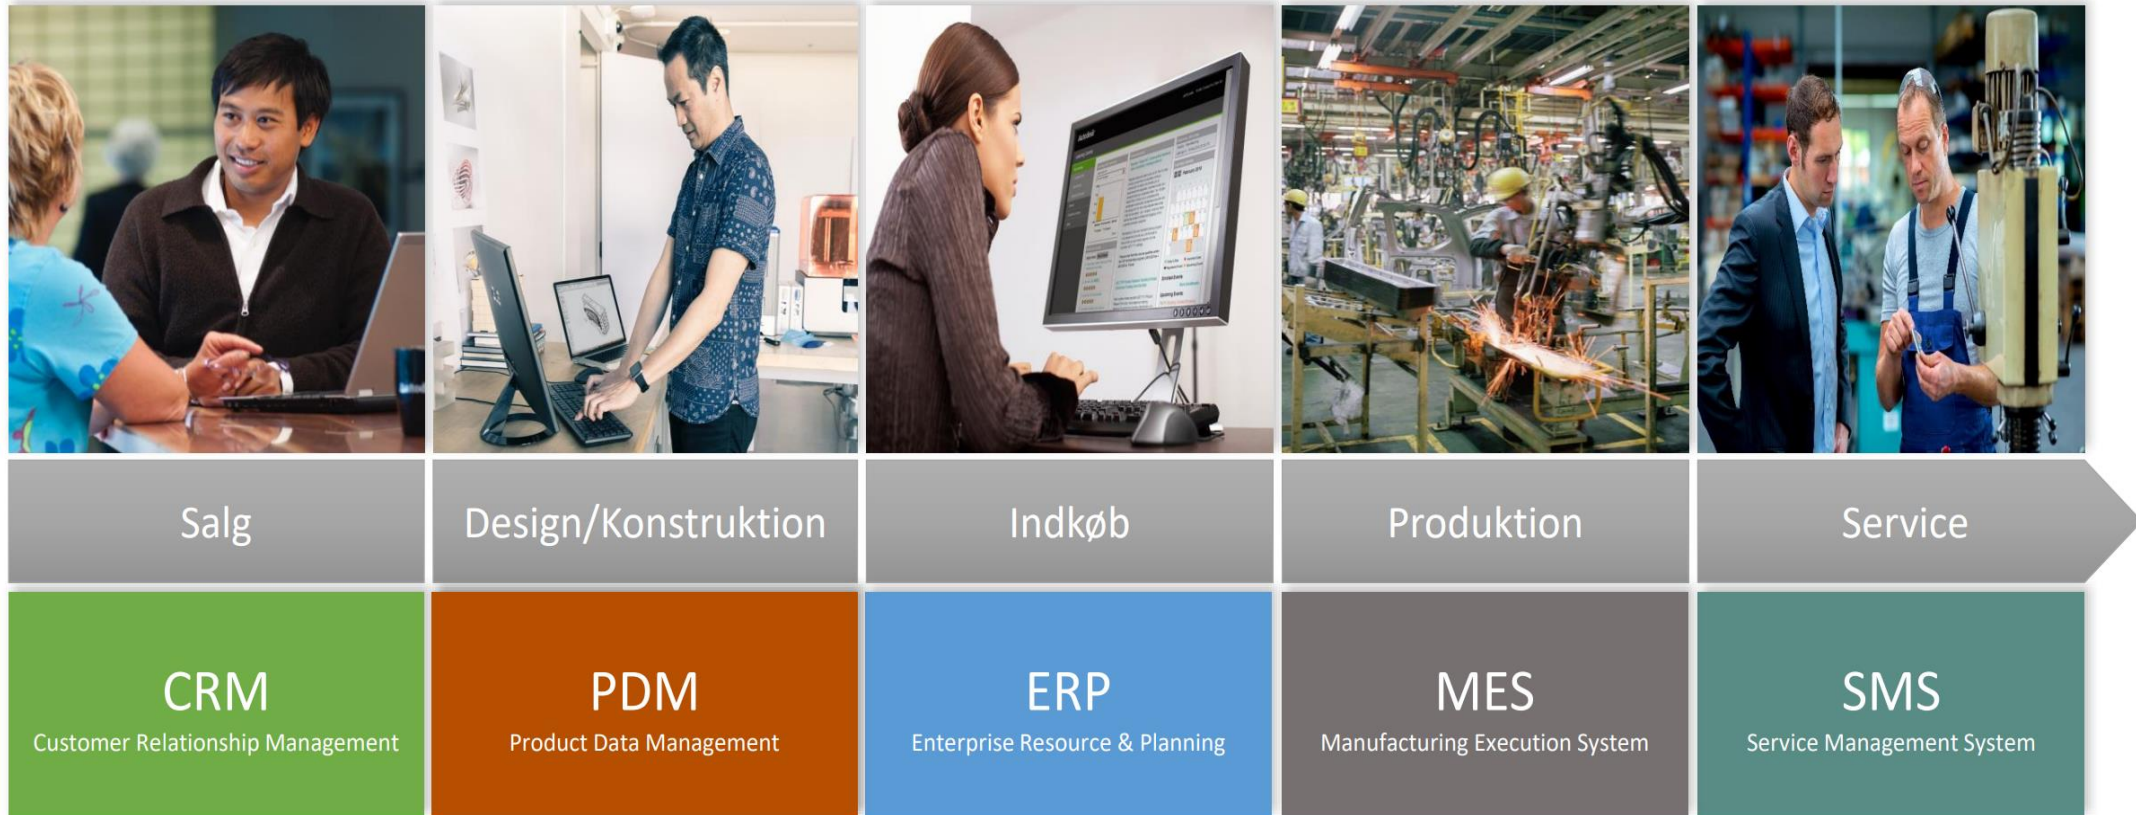 Salg
Design/Konstruktion
Indkøb
Produktion
Service
CRM
Customer Relationship Management
PDM
Product Data Management
ERP
Enterprise Resource & Planning
MES
Manufacturing Execution System
SMS
Service Management System